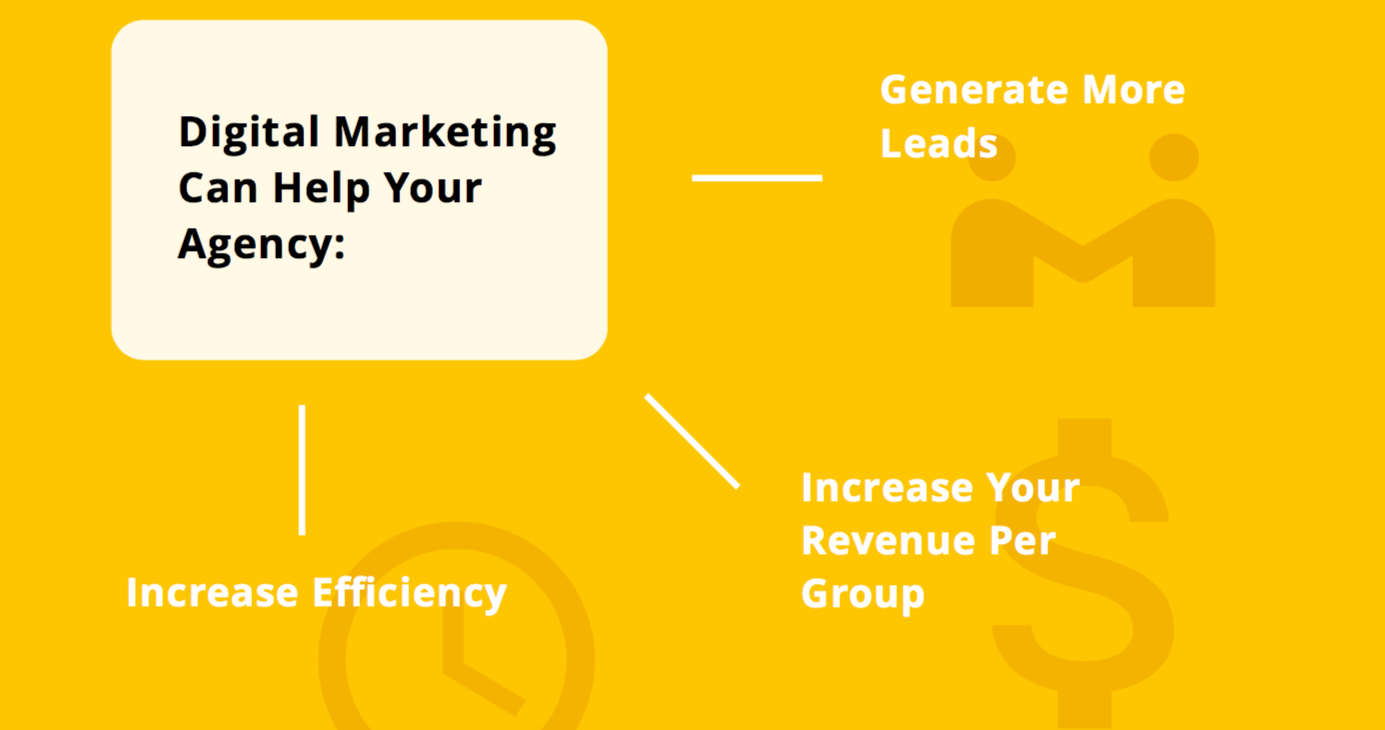 Digital Marketing
Can Help Your
Agency:
Generate More
Leads
Increase Your
Revenue Per
Group
Increase Efficiency